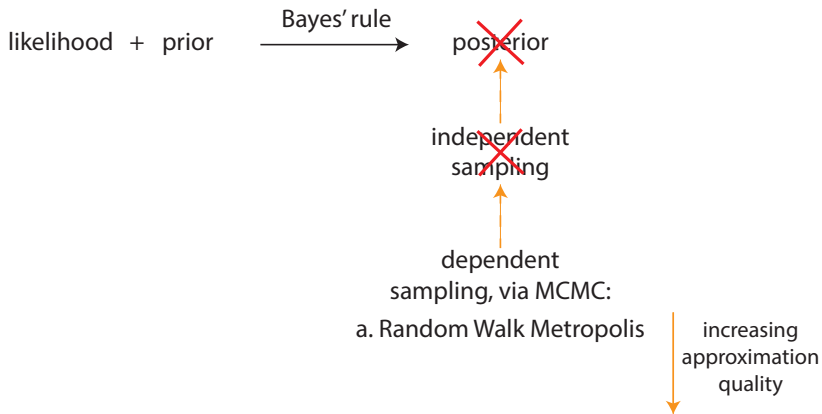 Bayes’ rule
likelihood + prior
posterior
independent
sampling
dependent
sampling, via MCMC:
a. Random Walk Metropolis
increasing
approximation
quality